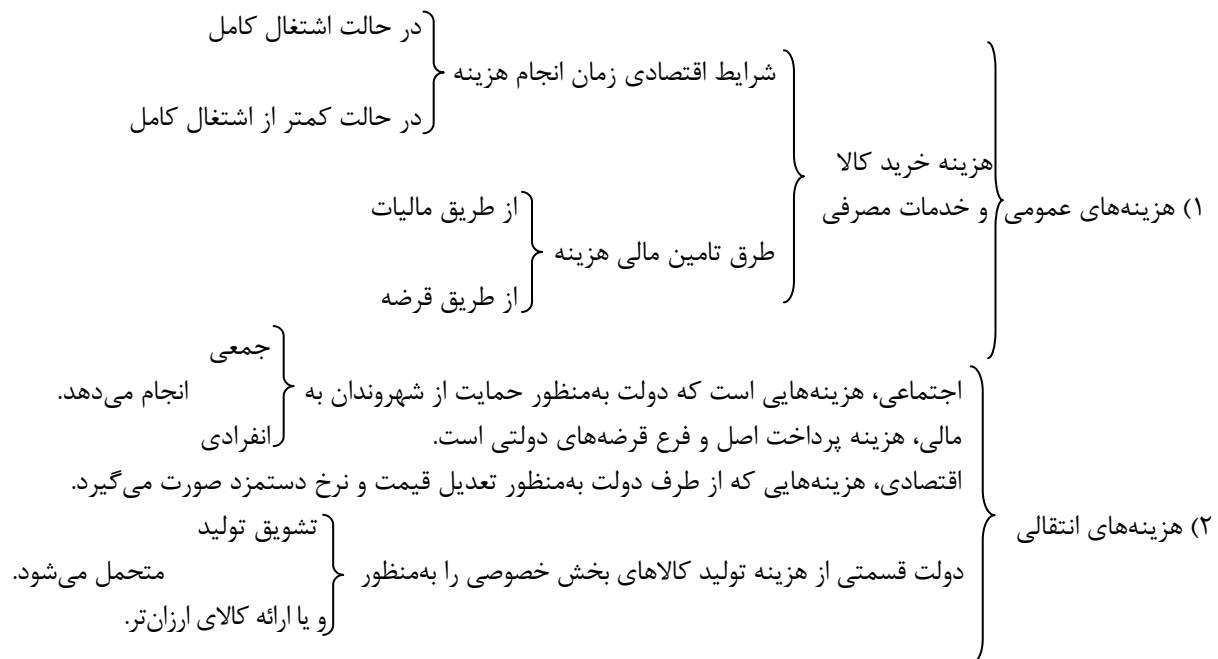 در حالت اشتغال کامل
شرایط اقتصادی زمان انجام هزینه
در حالت کمتر از اشتغال کامل
هزینه خرید کالا
۱) هزینه‌های عمومی و خدمات مصرفی
از طریق مالیات
طرق تامین مالی هزینه
از طریق قرضه
جمعی
اجتماعی، هزینه‌هایی است که دولت به‌منظور حمایت از شهروندان به انجام می‌دهد.
مالی، هزینه پرداخت اصل و فرع قرضه‌های دولتی است. انفرادی
اقتصادی، هزینه‌هایی که از طرف دولت به‌منظور تعدیل قیمت و نرخ دستمزد صورت می‌گیرد.
۲) هزینه‌های انتقالی
تشویق تولید
دولت قسمتی از هزینه تولید کالاهای بخش خصوصی را به‌منظور متحمل می‌شود.
و یا ارائه کالای ارزان‌تر.